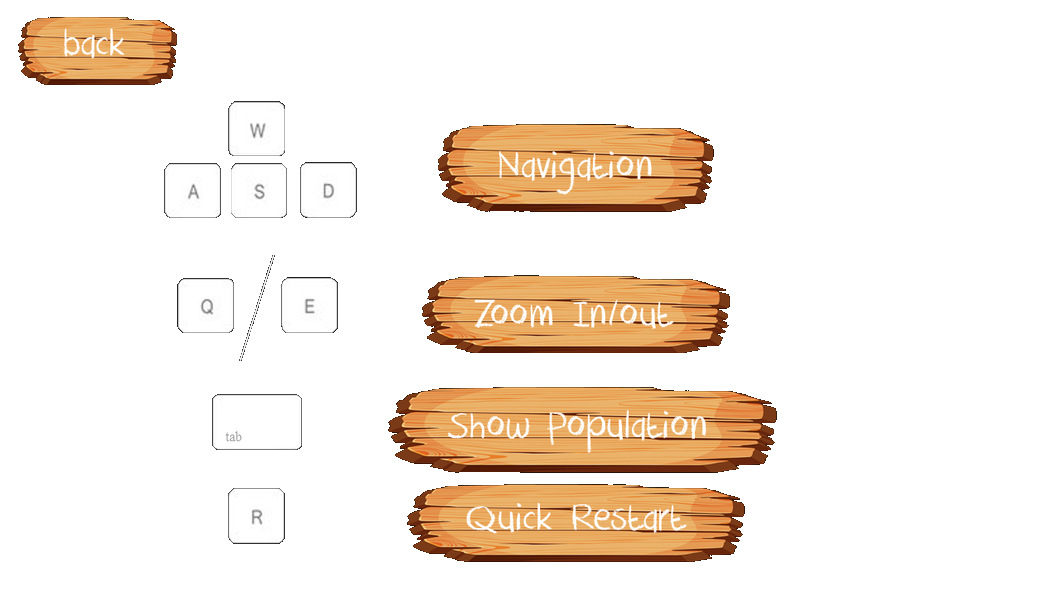 back
W
A S D
Navigation
Q / E
Zoom In/out
tab
Show Population
R
Quick Restart